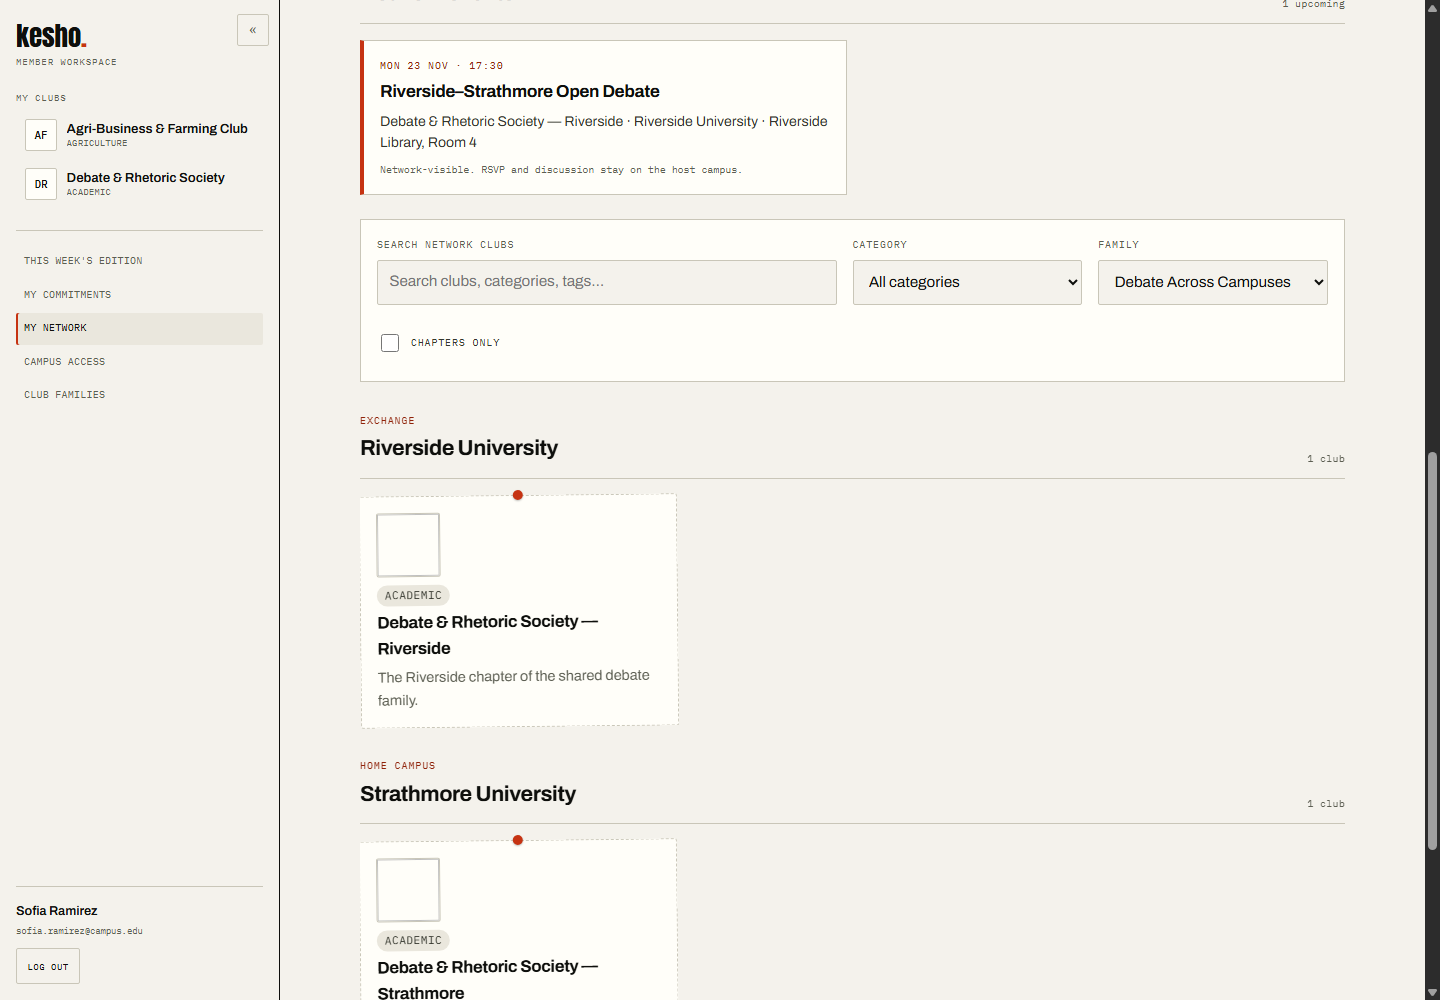 kesho.
«
MEMBER WORKSPACE
MY CLUBS
AF
Agri-Business & Farming Club
AGRICULTURE
DR
Debate & Rhetoric Society
ACADEMIC
THIS WEEK'S EDITION
MY COMMITMENTS
MY NETWORK
CAMPUS ACCESS
CLUB FAMILIES
Sofia Ramirez
sofia.ramirez@campus.edu
LOG OUT
1 upcoming
MON 23 NOV · 17:30
Riverside–Strathmore Open Debate
Debate & Rhetoric Society — Riverside · Riverside University · Riverside
Library, Room 4
Network-visible. RSVP and discussion stay on the host campus.
SEARCH NETWORK CLUBS
CATEGORY
FAMILY
Search clubs, categories, tags...
All categories
Debate Across Campuses
CHAPTERS ONLY
EXCHANGE
Riverside University
1 club
ACADEMIC
Debate & Rhetoric Society —
Riverside
The Riverside chapter of the shared debate
family.
HOME CAMPUS
Strathmore University
1 club
ACADEMIC
Debate & Rhetoric Society —
Strathmore